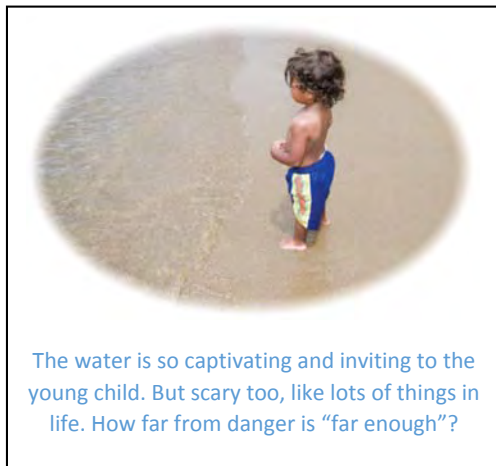 The water is so captivating and inviting to the
young child. But scary too, like lots of things in
life. How far from danger is “far enough”?